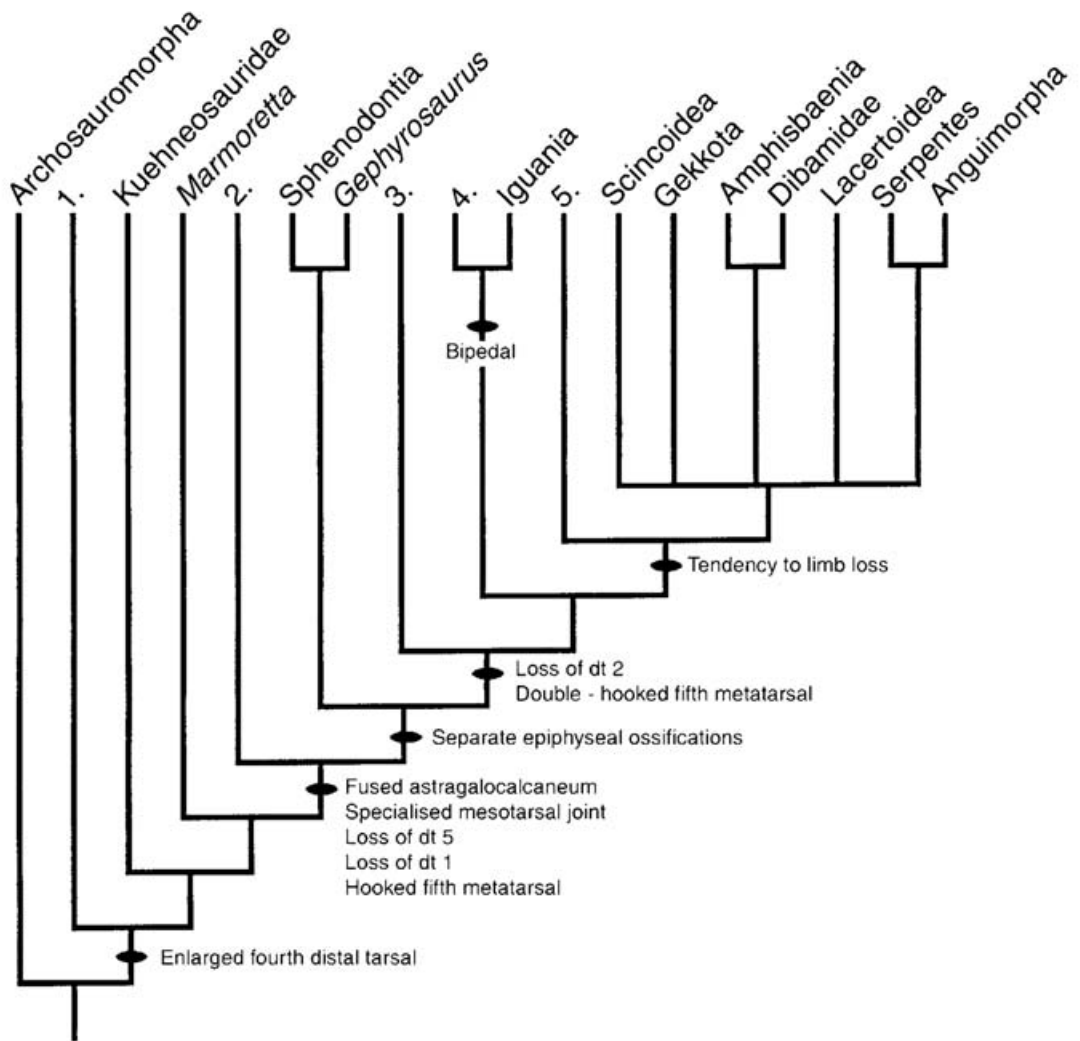 Archosauromorpha
1.
Kuehneosauridae
Marmoretta
2.
Sphenodontia
Gephyrosaurus
3.
4.
Iguania
5.
Scincoidea
Gekkota
Amphisbaenia
Dibamidae
Lacertoidea
Serpentes
Anguimorpha
Bipedal
Tendency to limb loss
Loss of dt 2
Double - hooked fifth metatarsal
Separate epiphyseal ossifications
Fused astragalocalcaneum
Specialised mesotarsal joint
Loss of dt 5
Loss of dt 1
Hooked fifth metatarsal
Enlarged fourth distal tarsal